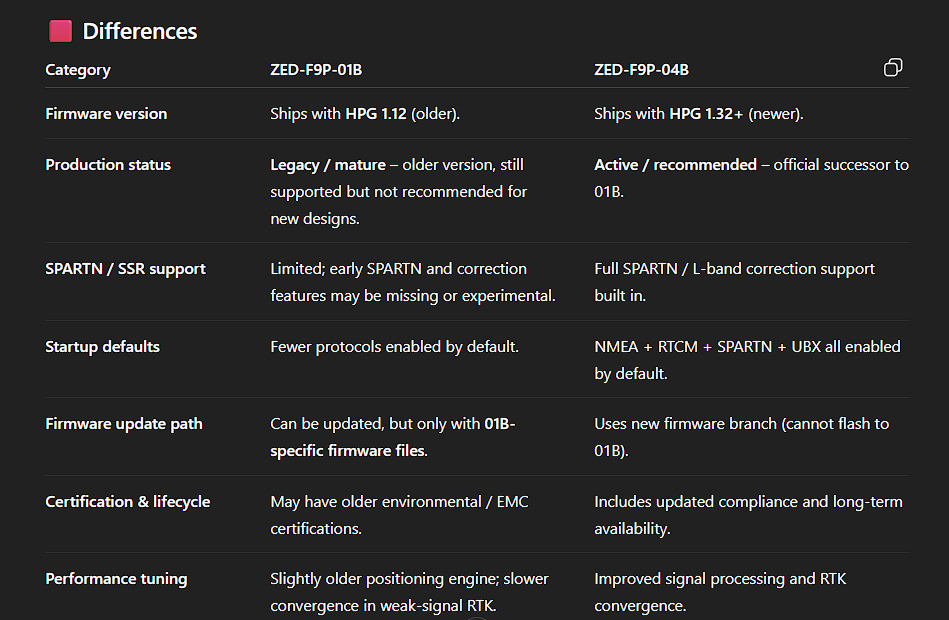 Differences
Category ZED-F9P-01B ZED-F9P-04B
Firmware version Ships with HPG 1.12 (older). Ships with HPG 1.32+ (newer).
Production status Legacy / mature – older version, still Active / recommended – official successor to
supported but not recommended for 01B.
new designs.
SPARTN / SSR support Limited; early SPARTN and correction Full SPARTN / L-band correction support
features may be missing or experimental. built in.
Startup defaults Fewer protocols enabled by default. NMEA + RTCM + SPARTN + UBX all enabled
by default.
Firmware update path Can be updated, but only with 01B- Uses new firmware branch (cannot flash to
specific firmware files. 01B).
Certification & lifecycle May have older environmental / EMC Includes updated compliance and long-term
certifications. availability.
Performance tuning Slightly older positioning engine; slower Improved signal processing and RTK
convergence in weak-signal RTK. convergence.